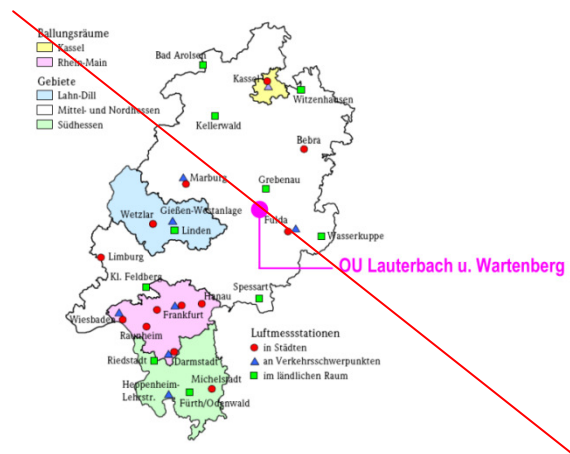 Ballungsräume
Kassel
Rhein-Main
Gebiete
Lahn-Dill
Mittel- und Nordhessen
Südhessen
Bad Arolsen
Kassel
Witzenhausen
Kellerwald
Bebra
Marburg
Grebenau
Gießen-Westanlage
Wetzlar
Linden
Fulda
Wasserkuppe
Limburg
OU Lauterbach u. Wartenberg
Kl. Feldberg
Spessart
Hanau
Wiesbaden
Frankfurt
Raunheim
Riedstadt
Darmstadt
Heppenheim-
Lehrstr.
Michelstadt
Fürth/Odenwald
Luftmessstationen
in Städten
an Verkehrsschwerpunkten
im ländlichen Raum